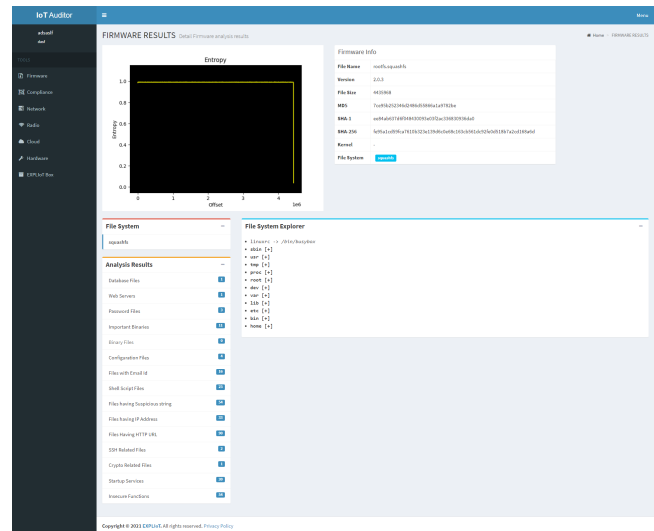 IoT Auditor
Menu
FIRMWARE RESULTS Detail Firmware analysis results
Home FIRMWARE RESULTS
Firmware
Compliance
Network
Radio
Cloud
Hardware
EXPLIoT Box
Entropy
1.0
0.8
0.6
0.4
0.2
0.0
Entropy
0 1 2 3 4
Offset
1e6
Firmware Info
File Name rootfs.squashfs
Version 2.0.3
File Size
MD5
SHA-1
SHA-256
Kernel -
File System squashfs
File System
squashfs
File System Explorer
linuxrc -> /bin/busybox
sbin [+]
usr [+]
tmp [+]
proc [+]
root [+]
dev [+]
var [+]
lib [+]
etc [+]
bin [+]
home [+]
Analysis Results
Database Files
Web Servers
Password Files
Important Binaries
Binary Files
Configuration Files
Files with Email Id
Shell Script Files
Files having Suspicious string
Files having IP Address
Files Having HTTP URL
SSH Related Files
Crypto Related Files
Startup Services
Insecure Functions
Copyright © 2021 EXPLIoT. All rights reserved. Privacy Policy